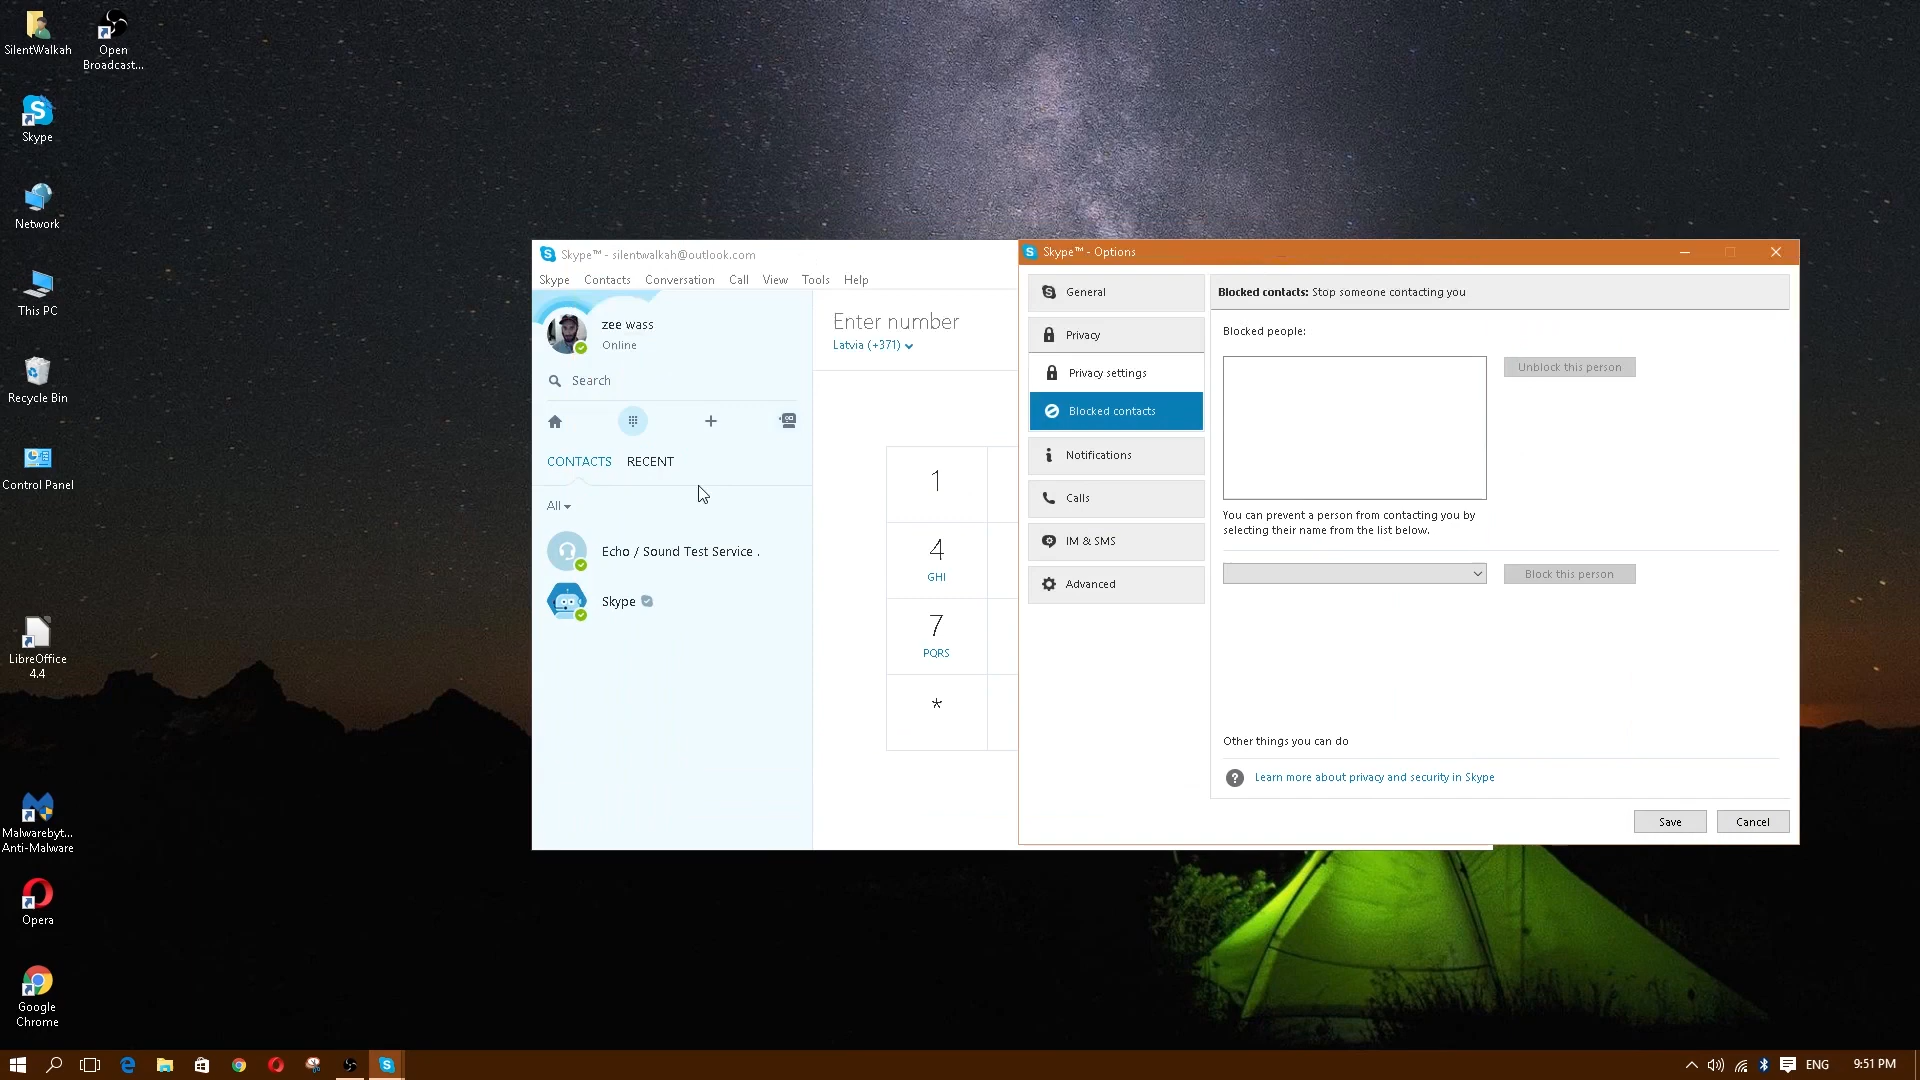 SilentWalkah
Open
Broadcast...
Skype
Network
This PC
Recycle Bin
Control Panel
LibreOffice
4.4
Malwarebyt...
Anti-Malware
Opera
Google
Chrome
Skype™ - silentwalkah@outlook.com
Skype Contacts Conversation Call View Tools Help
zee wass
Online
Search
CONTACTS RECENT
All
Echo / Sound Test Service .
Skype
Enter number
Latvia (+371)
1
4
GHI
7
PQRS
*
Skype™ - Options
General
Privacy
Privacy settings
Blocked contacts
Notifications
Calls
IM & SMS
Advanced
Blocked contacts: Stop someone contacting you
Blocked people:
Unblock this person
You can prevent a person from contacting you by
selecting their name from the list below.
Block this person
Other things you can do
Learn more about privacy and security in Skype
Save Cancel
ENG 9:51 PM